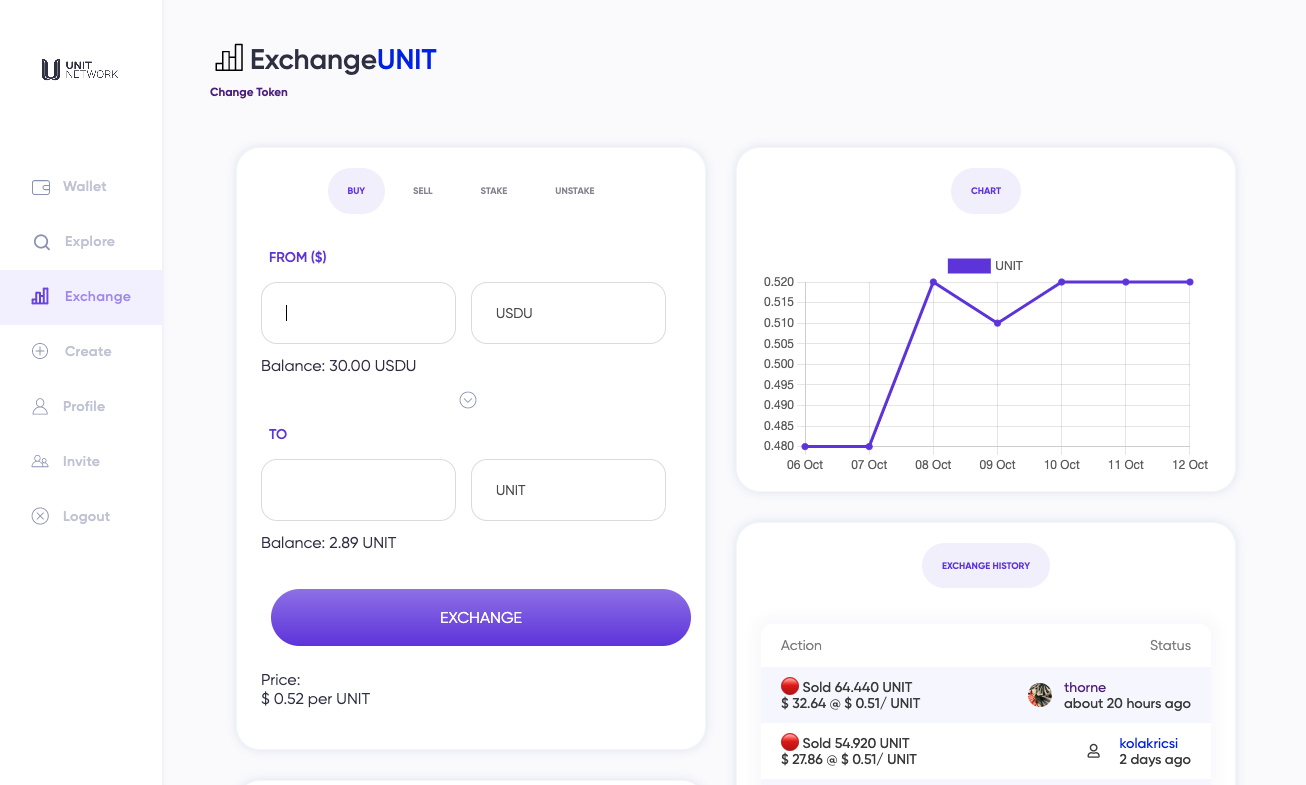 UNIT
NETWORK
Wallet
Explore
Exchange
Create
Profile
Invite
Logout
ExchangeUNIT
Change Token
BUY
SELL
STAKE
UNSTAKE
FROM ($)
USDU
Balance: 30.00 USDU
TO
UNIT
Balance: 2.89 UNIT
EXCHANGE
Price:
$ 0.52 per UNIT
CHART
UNIT
0.520
0.515
0.510
0.505
0.500
0.495
0.490
0.485
0.480
06 Oct 07 Oct 08 Oct 09 Oct 10 Oct 11 Oct 12 Oct
EXCHANGE HISTORY
Action Status
Sold 64.440 UNIT thorne
$ 32.64 @ $ 0.51/ UNIT about 20 hours ago
Sold 54.920 UNIT kolakricsi
$ 27.86 @ $ 0.51/ UNIT 2 days ago